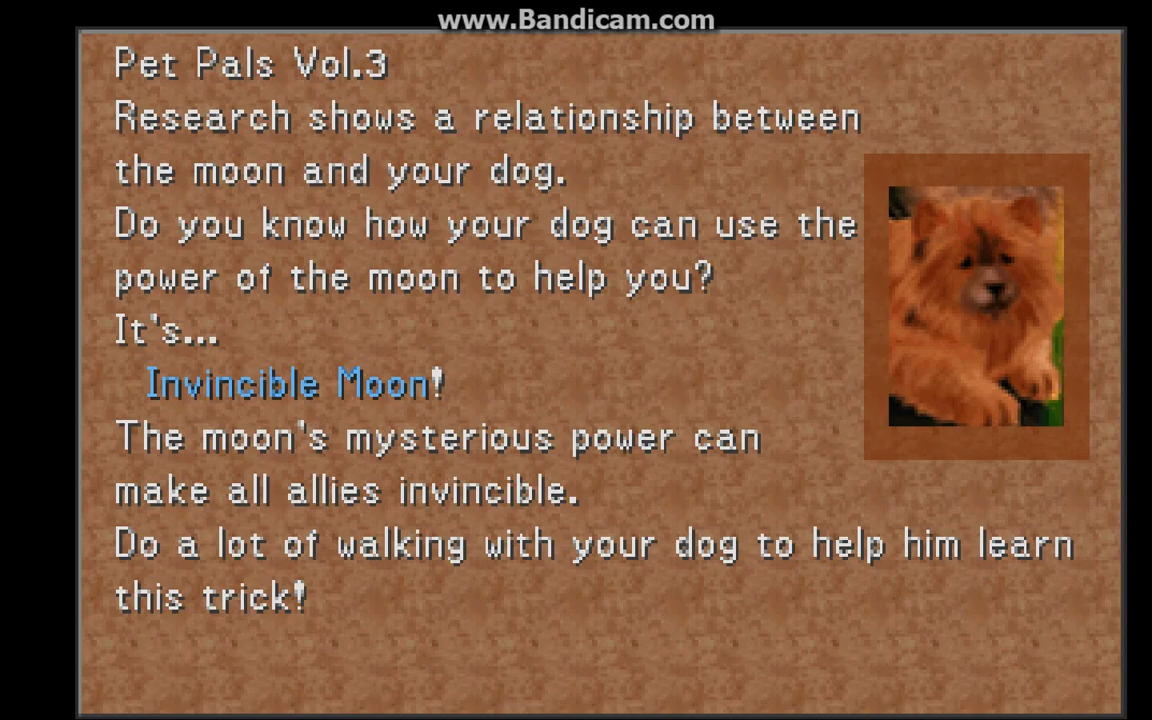 www.Bandicam.com
Pet Pals Vol.3
Research shows a relationship between
the moon and your dog.
Do you know how your dog can use the
power of the moon to help you?
It's...
Invincible Moon!
The moon's mysterious power can
make all allies invincible.
Do a lot of walking with your dog to help him learn
this trick!